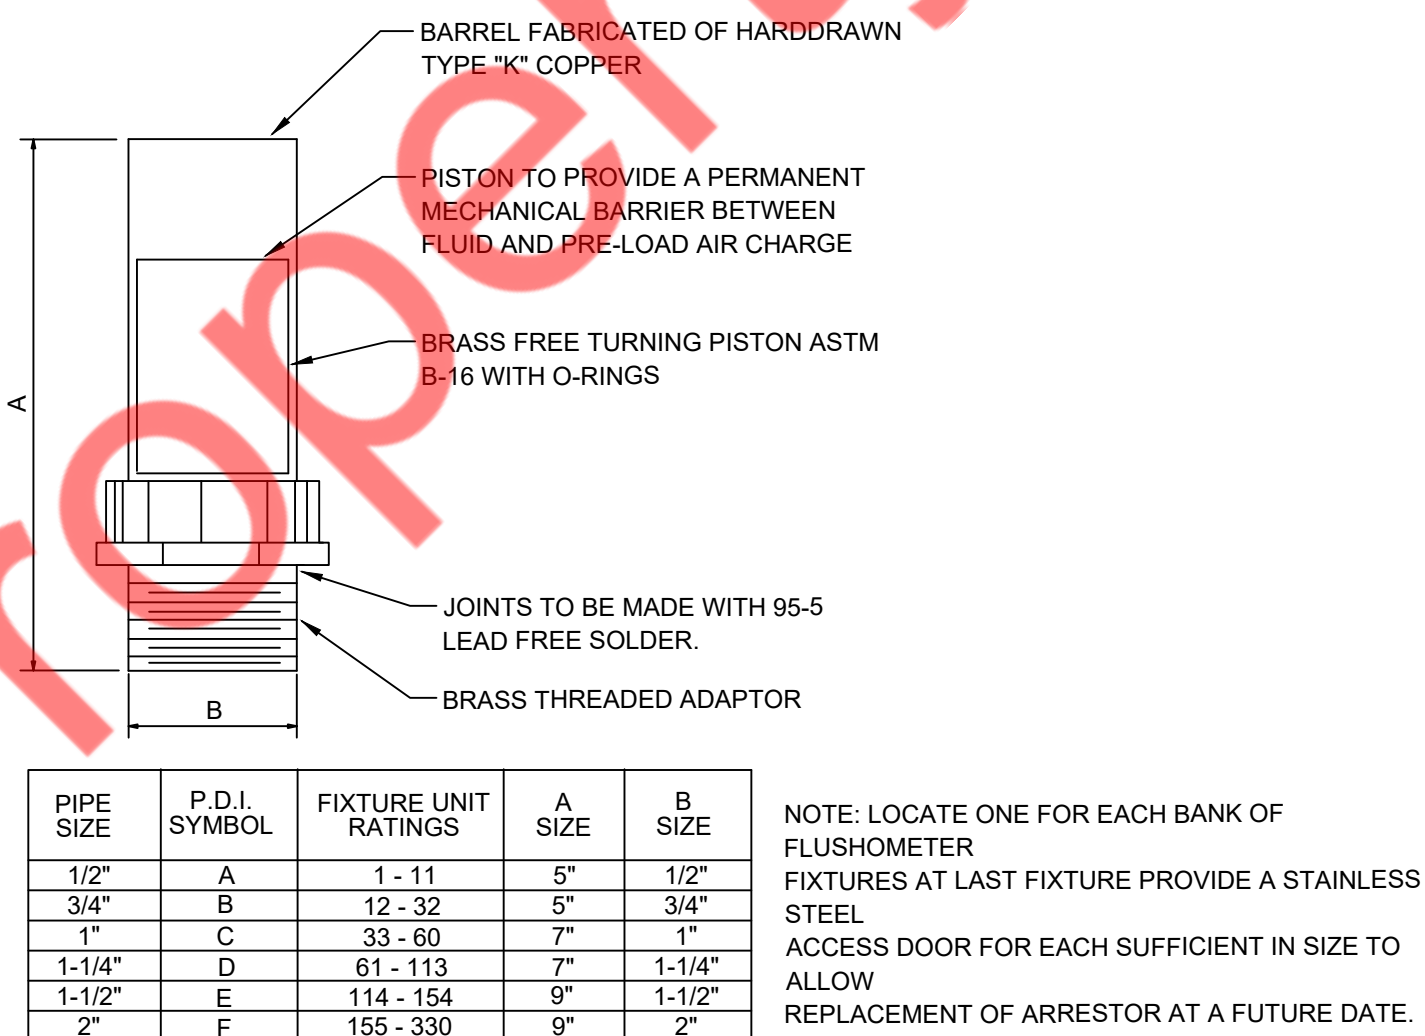 BARREL FABRICATED OF HARDDRAWN
TYPE "K" COPPER
PISTON TO PROVIDE A PERMANENT
MECHANICAL BARRIER BETWEEN
FLUID AND PRE-LOAD AIR CHARGE
BRASS FREE TURNING PISTON ASTM
B-16 WITH O-RINGS
A
JOINTS TO BE MADE WITH 95-5
LEAD FREE SOLDER.
BRASS THREADED ADAPTOR
B
PIPE SIZE P.D.I. SYMBOL FIXTURE UNIT RATINGS A SIZE B SIZE
1/2" A 1 - 11 5" 1/2"
3/4" B 12 - 32 5" 3/4"
1" C 33 - 60 7" 1"
1-1/4" D 61 - 113 7" 1-1/4"
1-1/2" E 114 - 154 9" 1-1/2"
2" F 155 - 330 9" 2"
NOTE: LOCATE ONE FOR EACH BANK OF
FLUSHOMETER
FIXTURES AT LAST FIXTURE PROVIDE A STAINLESS
STEEL
ACCESS DOOR FOR EACH SUFFICIENT IN SIZE TO
ALLOW
REPLACEMENT OF ARRESTOR AT A FUTURE DATE.
roper